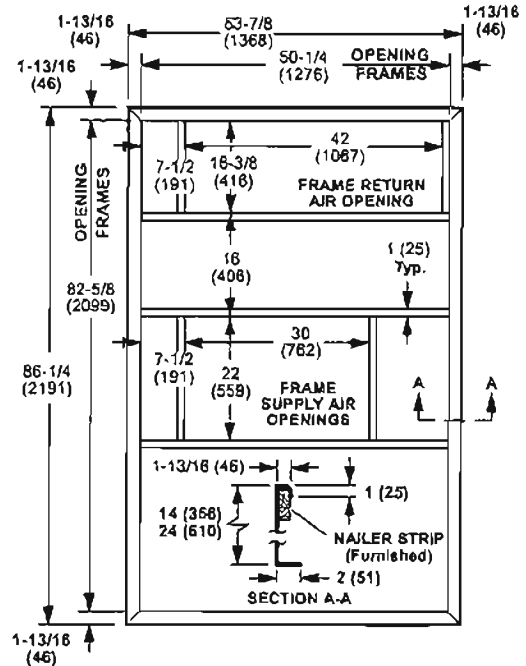 1-13/16
(46)
53-7/8
(1368)
1-13/16
(46)
1-13/16
(46)
50-1/4
(1276)
OPENING
FRAMES
OPENING
FRAMES
7-1/2
(191)
16-3/8
(416)
42
(1067)
FRAME RETURN
AIR OPENING
16
(406)
1 (25)
Typ.
82-5/8
(2099)
86-1/4
(2191)
7-1/2
(191)
22
(559)
30
(762)
FRAME
SUPPLY AIR
OPENINGS
A
A
1-13/16 (46)
1 (25)
14 (356)
24 (610)
NAILER STRIP
(Furnished)
2 (51)
SECTION A-A
1-13/16
(46)